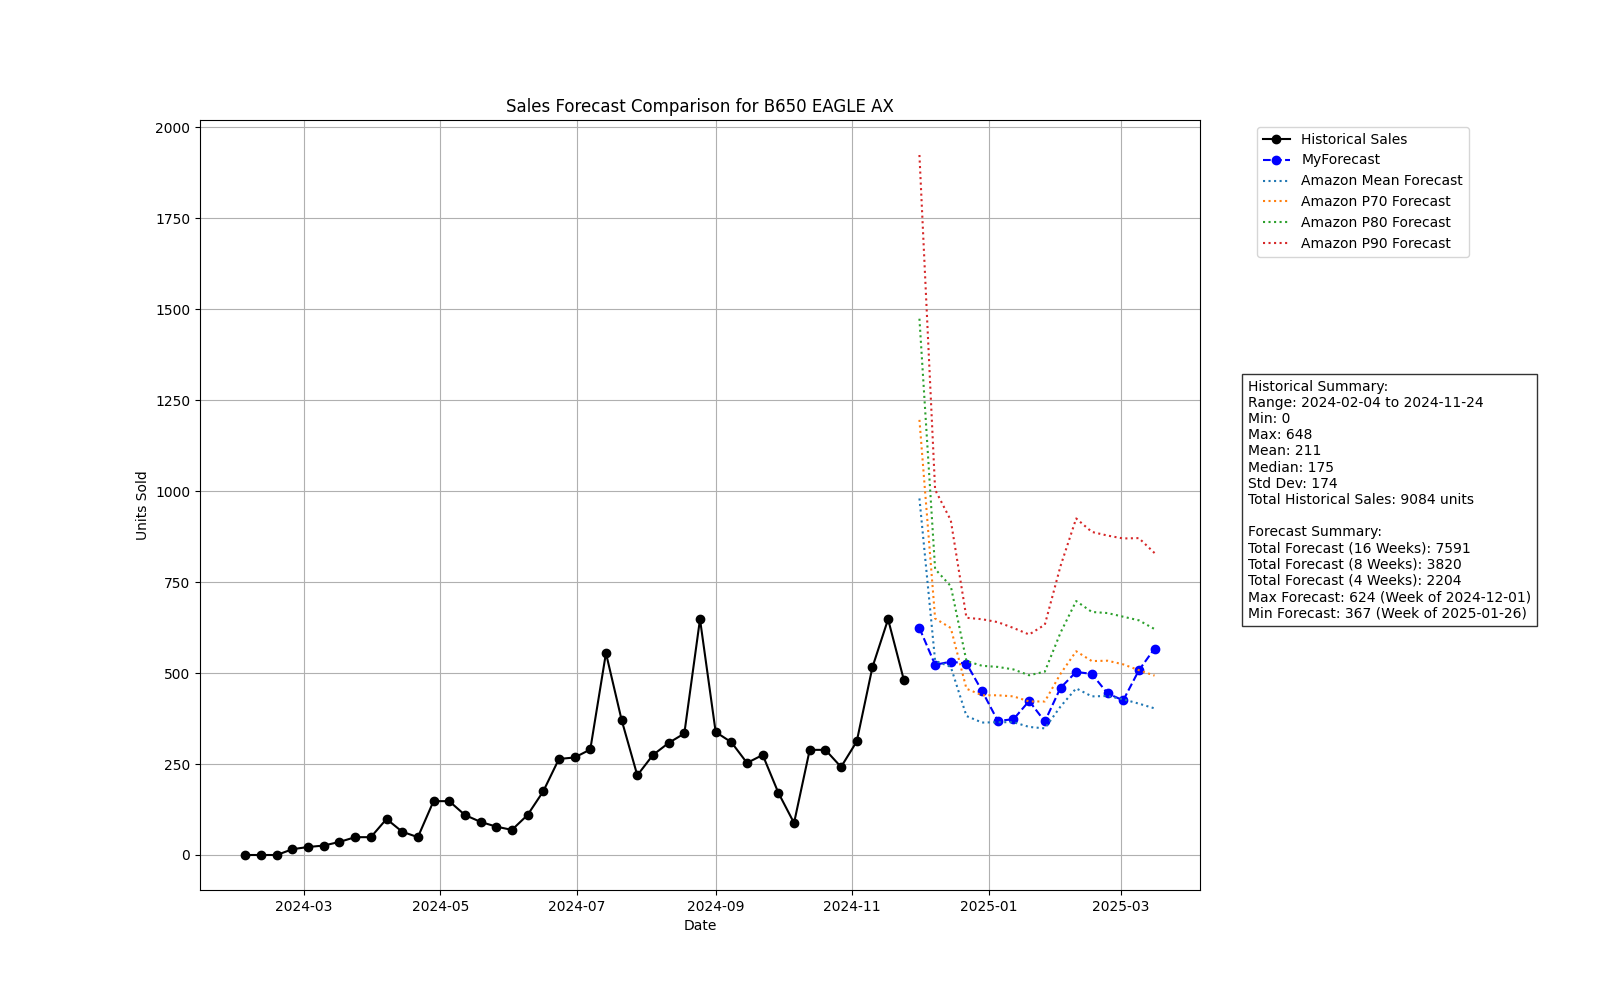 Sales Forecast Comparison for B650 EAGLE AX
2000
1750
1500
1250
1000
750
500
250
0
Units Sold
2024-03
2024-05
2024-07
2024-09
2024-11
2025-01
2025-03
Date
Historical Sales
MyForecast
Amazon Mean Forecast
Amazon P70 Forecast
Amazon P80 Forecast
Amazon P90 Forecast
Historical Summary:
Range: 2024-02-04 to 2024-11-24
Min: 0
Max: 648
Mean: 211
Median: 175
Std Dev: 174
Total Historical Sales: 9084 units
Forecast Summary:
Total Forecast (16 Weeks): 7591
Total Forecast (8 Weeks): 3820
Total Forecast (4 Weeks): 2204
Max Forecast: 624 (Week of 2024-12-01)
Min Forecast: 367 (Week of 2025-01-26)